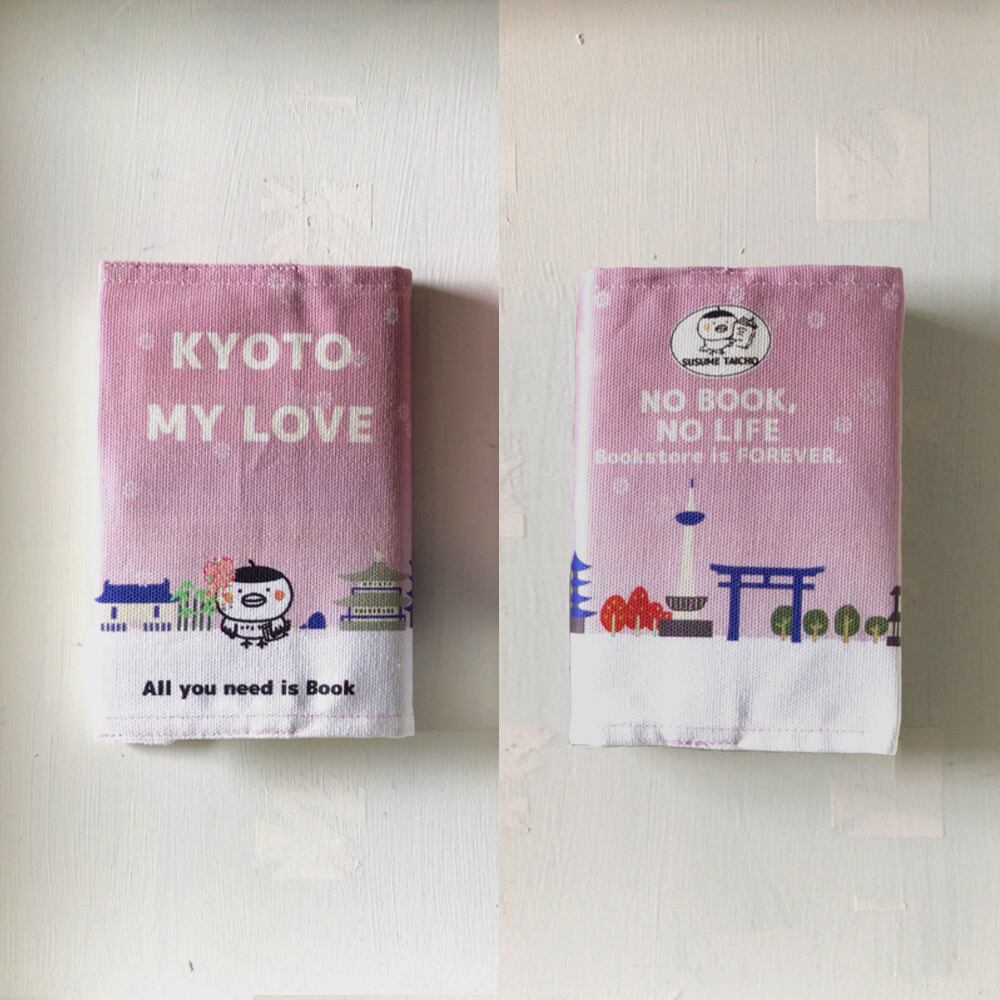 KYOTO
MY LOVE
All you need is Book
SUSUME TAICHO
NO BOOK,
NO LIFE
Bookstore is FOREVER.